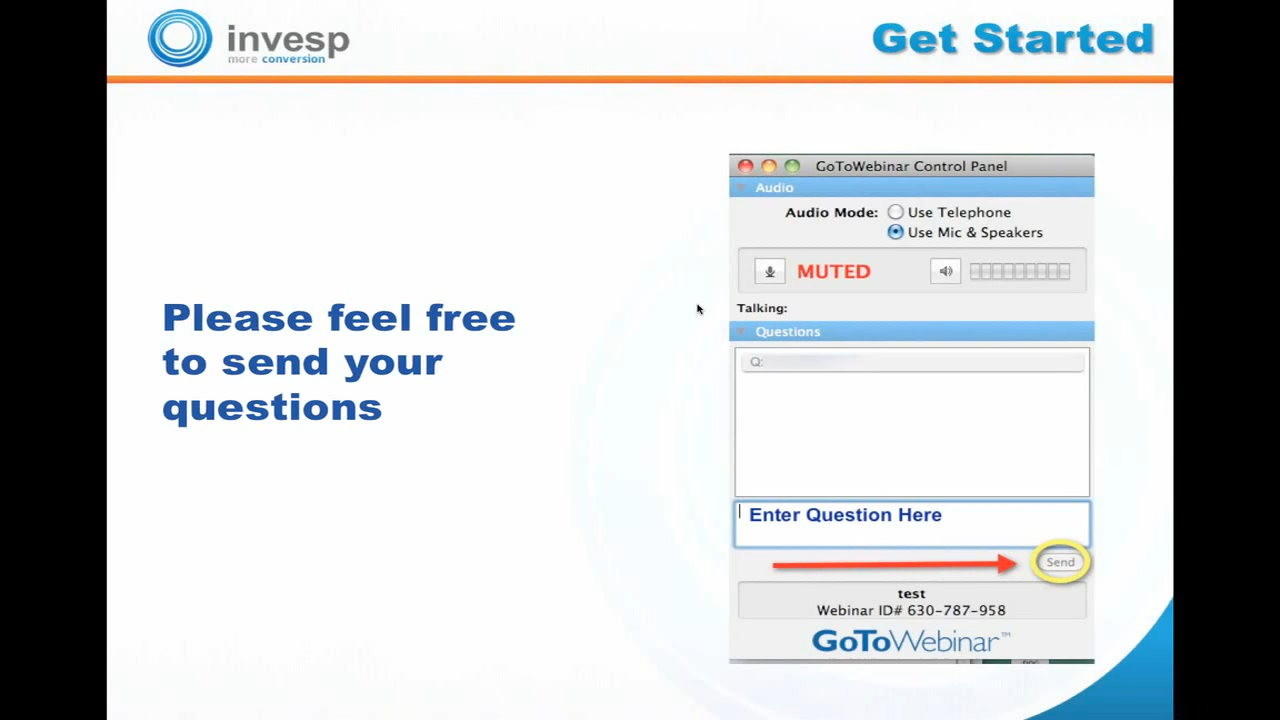 invesp
more conversion
Get Started
Please feel free
to send your
questions
GoToWebinar Control Panel
Audio
Audio Mode: Use Telephone
Use Mic & Speakers
MUTED
Talking:
Questions
Q:
Enter Question Here
Send
test
Webinar ID# 630-787-958
GoToWebinar™